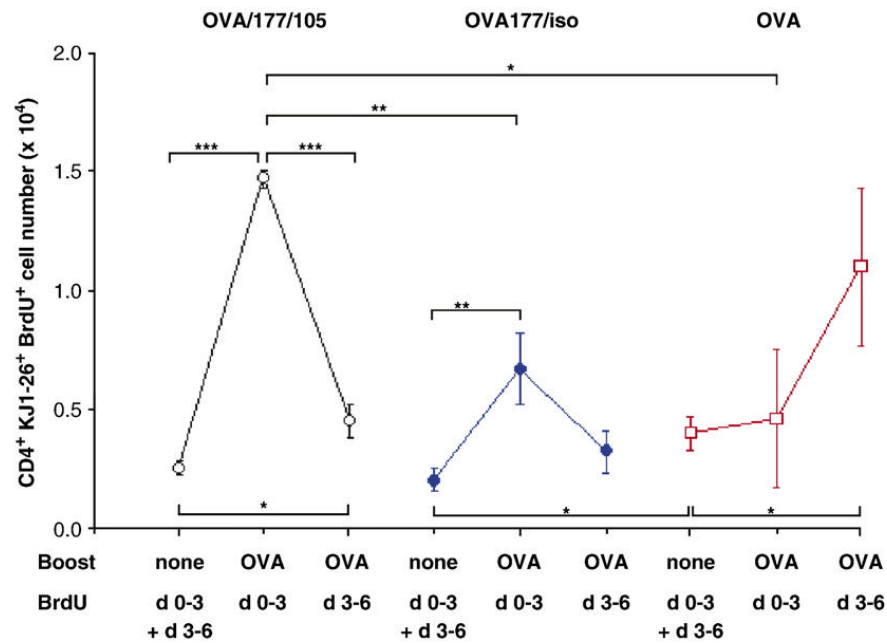 OVA/177/105 OVA177/iso OVA
CD4⁺ KJ1-26⁺ BrdU⁺ cell number (x 10⁴)
2.0
*
**
*** ***
1.5
1.0
**
0.5
* * *
0.0
Boost none OVA OVA none OVA OVA none OVA OVA
BrdU d 0-3 d 0-3 d 3-6 d 0-3 d 0-3 d 3-6 d 0-3 d 0-3 d 3-6
+ d 3-6 + d 3-6 + d 3-6